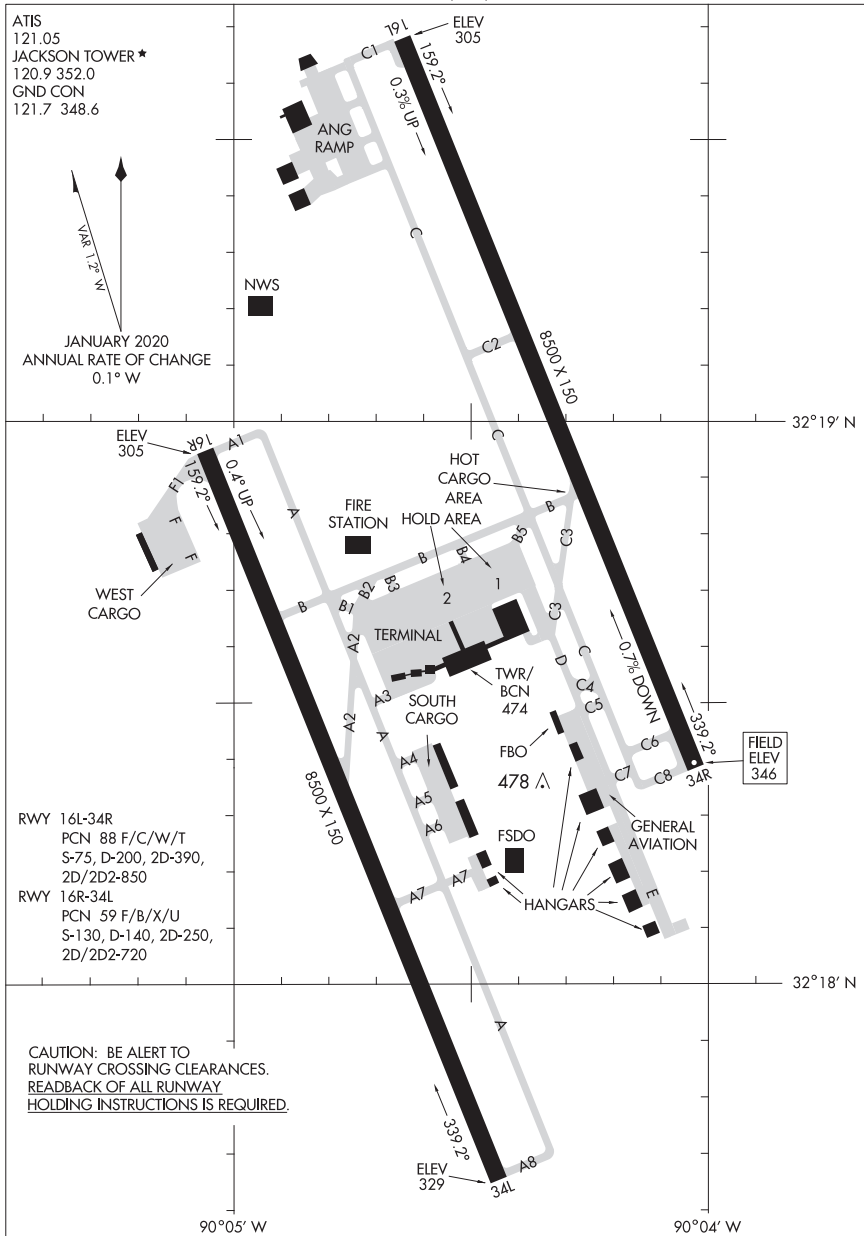 ATIS
121.05
JACKSON TOWER ★
120.9 352.0
GND CON
121.7 348.6
VAR 1.2° W
JANUARY 2020
ANNUAL RATE OF CHANGE
0.1° W
16L
ELEV
305
159.2°
0.3% UP
C1
ANG
RAMP
C
NWS
C2
8500 X 150
32°19' N
ELEV
305
16R
A1
159.2°
0.4° UP
F1
F
F
WEST
CARGO
A
FIRE
STATION
C
HOT
CARGO
AREA
HOLD AREA
B
B5
B4
B
B3
B2
B1
B
C3
C3
2
1
A2
A2
TERMINAL
TWR/
BCN
474
D
C
C4
C5
0.7% DOWN
339.2°
C6
C7
C8
34R
FIELD
ELEV
346
A3
A
SOUTH
CARGO
A4
A5
A6
FBO
478
GENERAL
AVIATION
FSDO
E
HANGARS
A7
A7
8500 X 150
RWY 16L-34R
PCN 88 F/C/W/T
S-75, D-200, 2D-390,
2D/2D2-850
RWY 16R-34L
PCN 59 F/B/X/U
S-130, D-140, 2D-250,
2D/2D2-720
32°18' N
A
CAUTION: BE ALERT TO
RUNWAY CROSSING CLEARANCES.
READBACK OF ALL RUNWAY
HOLDING INSTRUCTIONS IS REQUIRED.
339.2°
ELEV
329
34L
A8
90°05' W
90°04' W